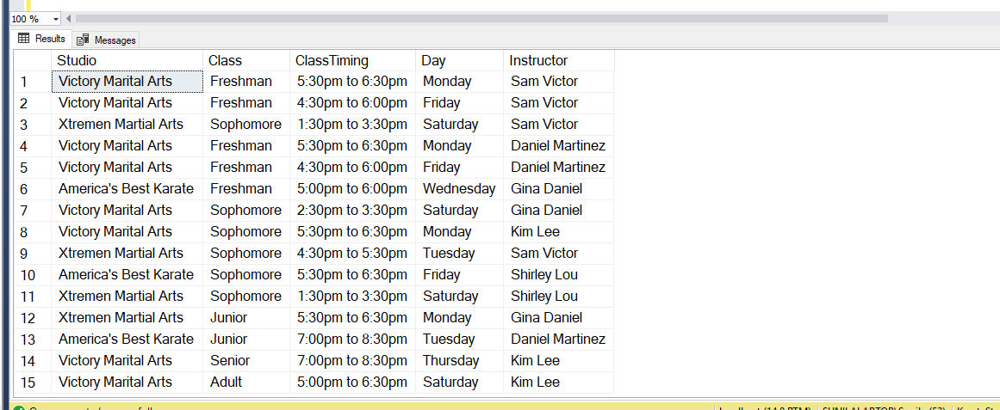 100 %
Results Messages
Studio Class ClassTiming Day Instructor
1 Victory Marital Arts Freshman 5:30pm to 6:30pm Monday Sam Victor
2 Victory Marital Arts Freshman 4:30pm to 6:00pm Friday Sam Victor
3 Xtremen Martial Arts Sophomore 1:30pm to 3:30pm Saturday Sam Victor
4 Victory Marital Arts Freshman 5:30pm to 6:30pm Monday Daniel Martinez
5 Victory Marital Arts Freshman 4:30pm to 6:00pm Friday Daniel Martinez
6 America's Best Karate Freshman 5:00pm to 6:00pm Wednesday Gina Daniel
7 Victory Marital Arts Sophomore 2:30pm to 3:30pm Saturday Gina Daniel
8 Victory Marital Arts Sophomore 5:30pm to 6:30pm Monday Kim Lee
9 Xtremen Martial Arts Sophomore 4:30pm to 5:30pm Tuesday Sam Victor
10 America's Best Karate Sophomore 5:30pm to 6:30pm Friday Shirley Lou
11 Xtremen Martial Arts Sophomore 1:30pm to 3:30pm Saturday Shirley Lou
12 Xtremen Martial Arts Junior 5:30pm to 6:30pm Monday Gina Daniel
13 America's Best Karate Junior 7:00pm to 8:30pm Tuesday Daniel Martinez
14 Victory Marital Arts Senior 7:00pm to 8:30pm Thursday Kim Lee
15 Victory Marital Arts Adult 5:00pm to 6:30pm Saturday Kim Lee